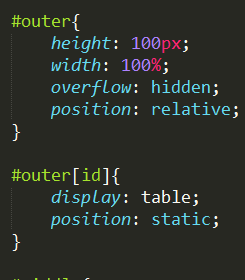 #outer{
    height: 100px;
    width: 100%;
    overflow: hidden;
    position: relative;
}

#outer[id]{
    display: table;
    position: static;
}